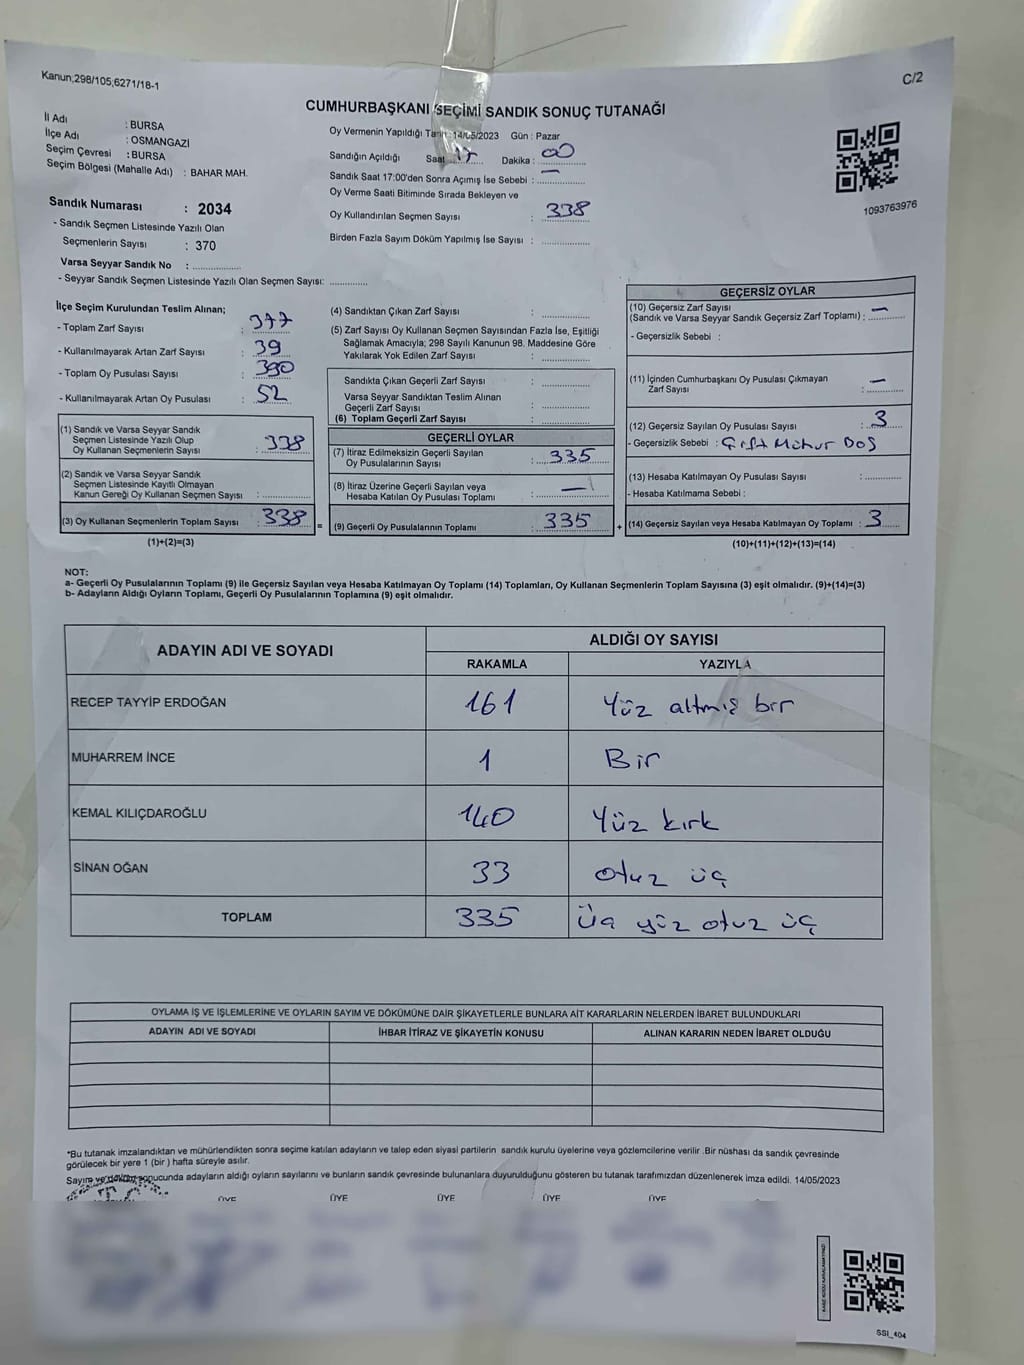 Kanun;298/105;6271/18-1
C/2
CUMHURBAŞKANI SEÇİMİ SANDIK SONUÇ TUTANAĞI
İl Adı : BURSA
İlçe Adı : OSMANGAZİ
Seçim Çevresi : BURSA
Seçim Bölgesi (Mahalle Adı) : BAHAR MAH.
Sandık Numarası : 2034
- Sandık Seçmen Listesinde Yazılı Olan
Seçmenlerin Sayısı : 370
Varsa Seyyar Sandık No : ..............
- Seyyar Sandık Seçmen Listesinde Yazılı Olan Seçmen Sayısı: ..............
Oy Vermenin Yapıldığı Tarih : 14/05/2023 Gün : Pazar
Sandığın Açıldığı Saat : 17 Dakika : 00
Sandık Saat 17:00'den Sonra Açımış İse Sebebi : —
Oy Verme Saati Bitiminde Sırada Bekleyen ve
Oy Kullandırılan Seçmen Sayısı : 338
Birden Fazla Sayım Döküm Yapılmış İse Sayısı : ..............
1093763976
İlçe Seçim Kurulundan Teslim Alınan;
- Toplam Zarf Sayısı : 377
- Kullanılmayarak Artan Zarf Sayısı : 39
- Toplam Oy Pusulası Sayısı : 390
- Kullanılmayarak Artan Oy Pusulası : 52
(1) Sandık ve Varsa Seyyar Sandık
Seçmen Listesinde Yazılı Olup
Oy Kullanan Seçmenlerin Sayısı : 338
(2) Sandık ve Varsa Seyyar Sandık
Seçmen Listesinde Kayıtlı Olmayan
Kanun Gereği Oy Kullanan Seçmen Sayısı : ..............
(3) Oy Kullanan Seçmenlerin Toplam Sayısı : 338 =
(1)+(2)=(3)
(4) Sandıktan Çıkan Zarf Sayısı : ..............
(5) Zarf Sayısı Oy Kullanan Seçmen Sayısından Fazla İse, Eşitliği
Sağlamak Amacıyla; 298 Sayılı Kanunun 98. Maddesine Göre
Yakılarak Yok Edilen Zarf Sayısı : ..............
Sandıkta Çıkan Geçerli Zarf Sayısı : ..............
Varsa Seyyar Sandıktan Teslim Alınan
Geçerli Zarf Sayısı : ..............
(6) Toplam Geçerli Zarf Sayısı : ..............
GEÇERLİ OYLAR
(7) İtiraz Edilmeksizin Geçerli Sayılan
Oy Pusulalarının Sayısı : 335
(8) İtiraz Üzerine Geçerli Sayılan veya
Hesaba Katılan Oy Pusulası Toplamı : —
(9) Geçerli Oy Pusulalarının Toplamı : 335 +
GEÇERSİZ OYLAR
(10) Geçersiz Zarf Sayısı
(Sandık ve Varsa Seyyar Sandık Geçersiz Zarf Toplamı) : —
- Geçersizlik Sebebi :
(11) İçinden Cumhurbaşkanı Oy Pusulası Çıkmayan
Zarf Sayısı : —
(12) Geçersiz Sayılan Oy Pusulası Sayısı : 3
- Geçersizlik Sebebi : Çift Mühür Boş
(13) Hesaba Katılmayan Oy Pusulası Sayısı : ..............
- Hesaba Katılmama Sebebi :
(14) Geçersiz Sayılan veya Hesaba Katılmayan Oy Toplamı : 3
(10)+(11)+(12)+(13)=(14)
NOT:
a- Geçerli Oy Pusulalarının Toplamı (9) ile Geçersiz Sayılan veya Hesaba Katılmayan Oy Toplamı (14) Toplamları, Oy Kullanan Seçmenlerin Toplam Sayısına (3) eşit olmalıdır. (9)+(14)=(3)
b- Adayların Aldığı Oyların Toplamı, Geçerli Oy Pusulalarının Toplamına (9) eşit olmalıdır.
ADAYIN ADI VE SOYADI
ALDIĞI OY SAYISI
RAKAMLA YAZIYLA
RECEP TAYYİP ERDOĞAN 161 Yüz altmış bir
MUHARREM İNCE 1 Bir
KEMAL KILIÇDAROĞLU 140 Yüz kırk
SİNAN OĞAN 33 otuz üç
TOPLAM 335 Üç yüz otuz üç
OYLAMA İŞ VE İŞLEMLERİNE VE OYLARIN SAYIM VE DÖKÜMÜNE DAİR ŞİKAYETLERLE BUNLARA AİT KARARLARIN NELERDEN İBARET BULUNDUKLARI
ADAYIN ADI VE SOYADI İHBAR İTİRAZ VE ŞİKAYETİN KONUSU ALINAN KARARIN NEDEN İBARET OLDUĞU
*Bu tutanak imzalandıktan ve mühürlendikten sonra seçime katılan adayların ve talep eden siyasi partilerin sandık kurulu üyelerine veya gözlemcilerine verilir .Bir nüshası da sandık çevresinde
görülecek bir yere 1 (bir ) hafta süreyle asılır.
Sayım ve döküm sonucunda adayların aldığı oyların sayılarını ve bunların sandık çevresinde bulunanlara duyurulduğunu gösteren bu tutanak tarafımızdan düzenlenerek imza edildi. 14/05/2023
ÜYE ÜYE ÜYE ÜYE ÜYE
SSI_404